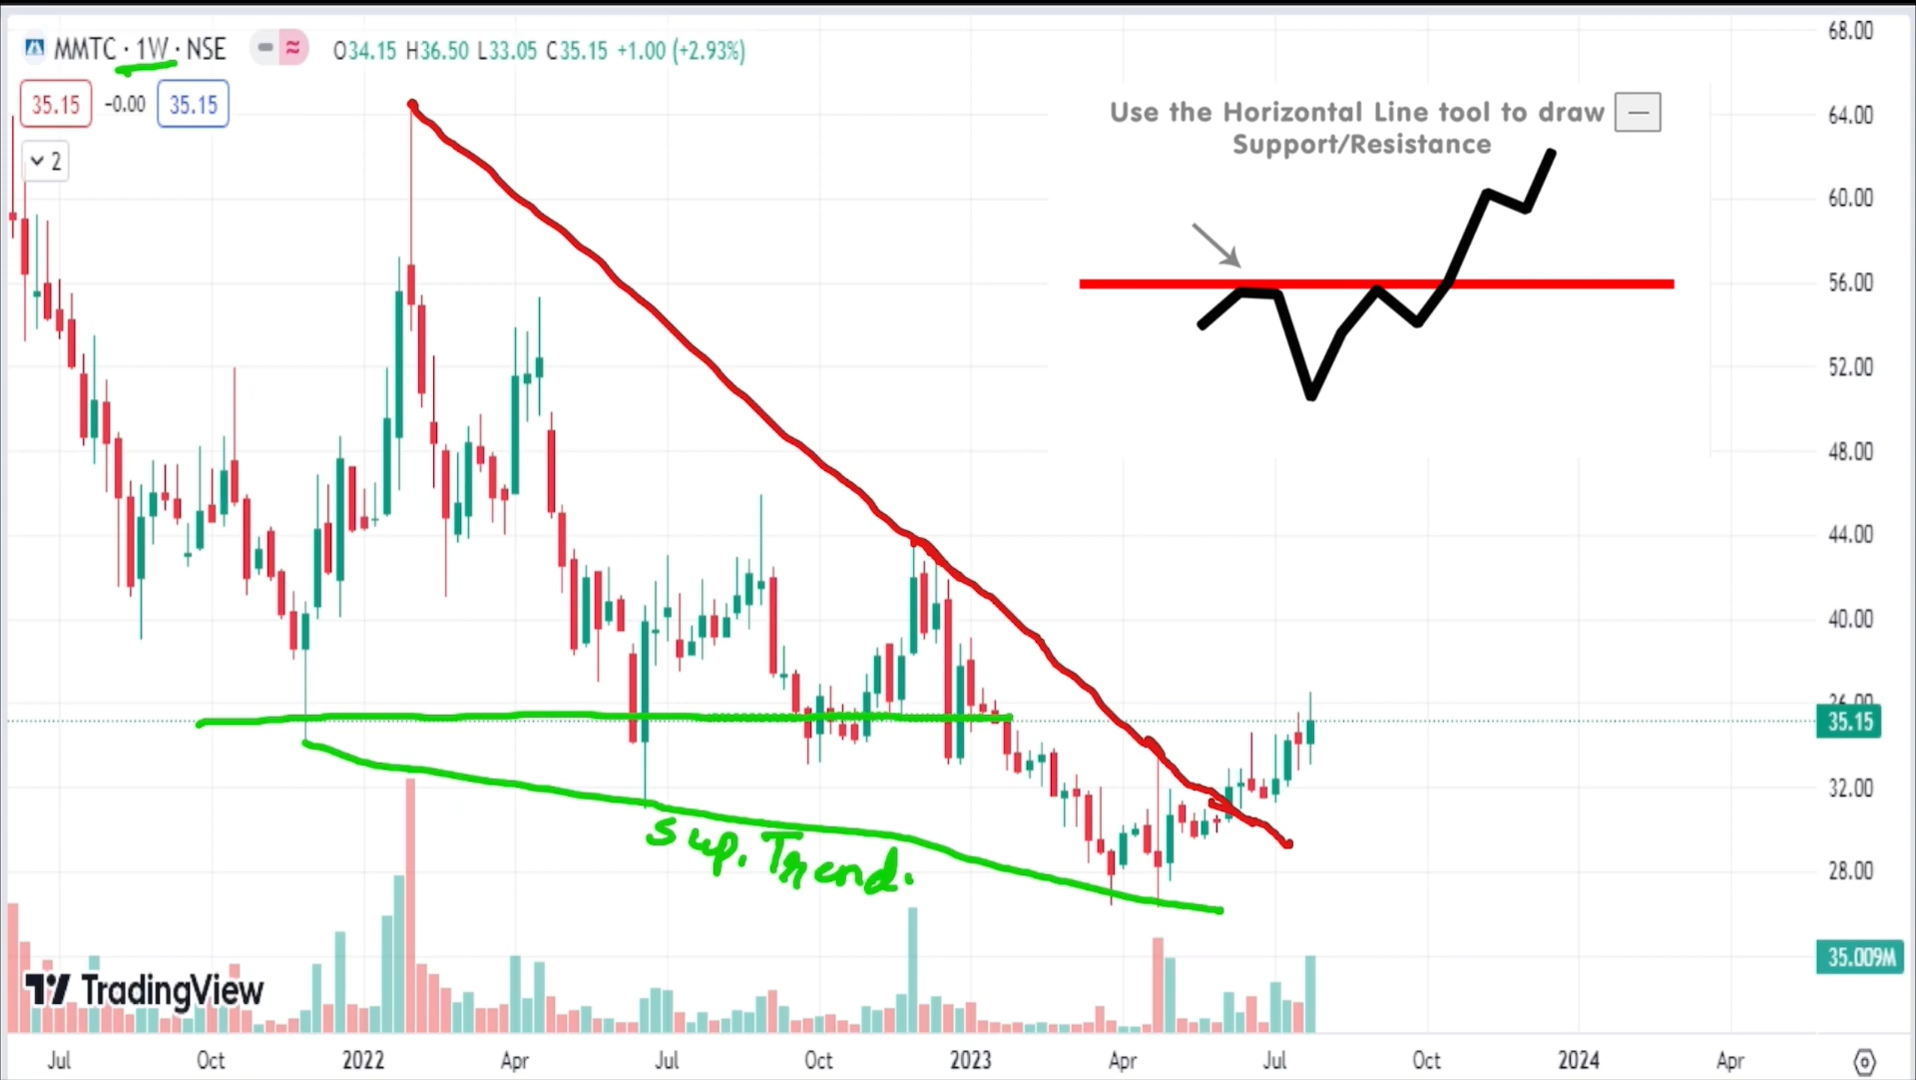 MMTC · 1W · NSE
O34.15 H36.50 L33.05 C35.15 +1.00 (+2.93%)
35.15 -0.00 35.15
2
Use the Horizontal Line tool to draw
Support/Resistance
68.00
64.00
60.00
56.00
52.00
48.00
44.00
40.00
36.00
35.15
32.00
28.00
35.009M
Sup. Trend.
TradingView
Jul Oct 2022 Apr Jul Oct 2023 Apr Jul Oct 2024 Apr